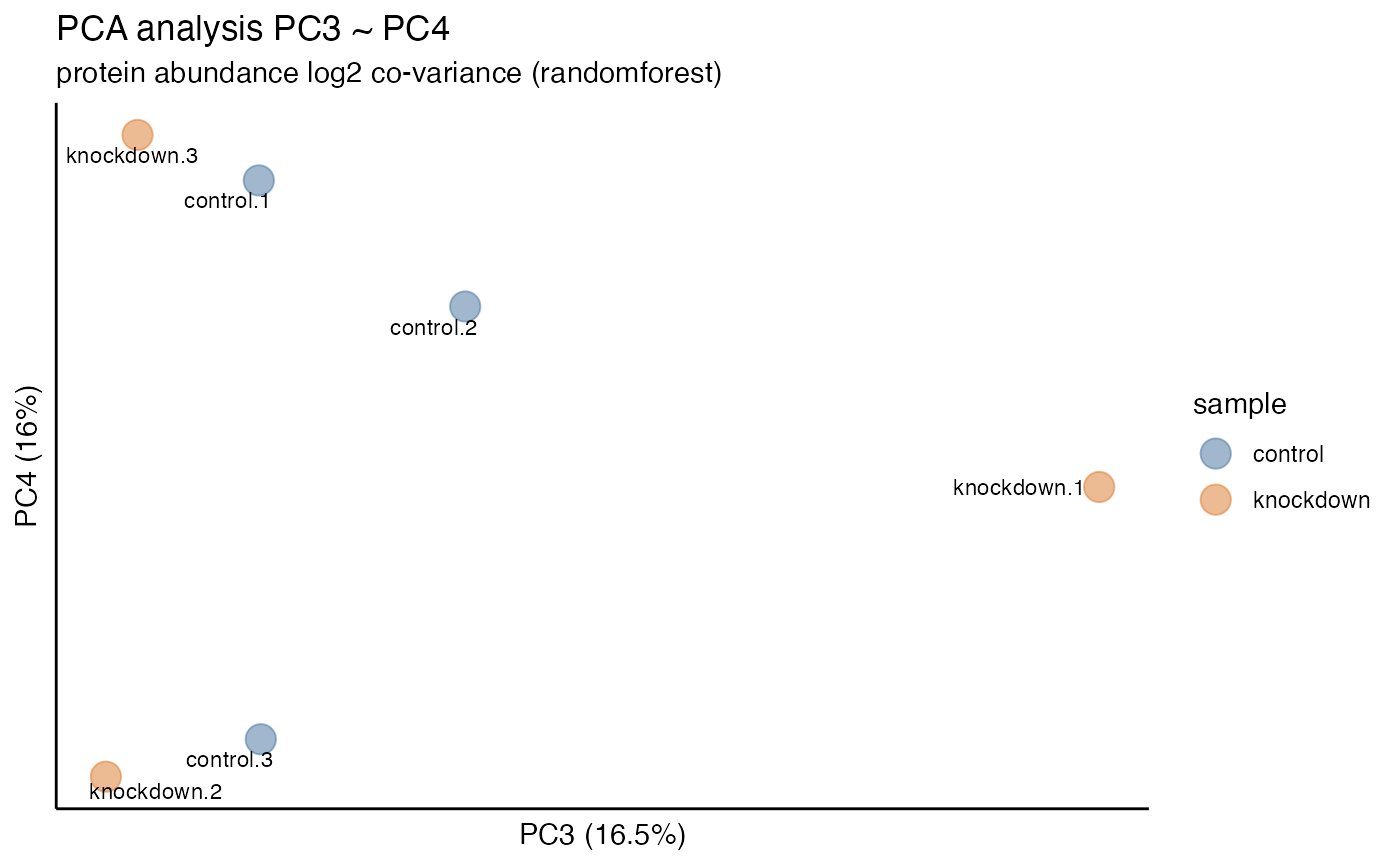 PCA analysis PC3 ~ PC4
protein abundance log2 co-variance (randomforest)
knockdown.3
control.1
control.2
knockdown.1
control.3
knockdown.2
PC4 (16%)
PC3 (16.5%)
sample
control
knockdown